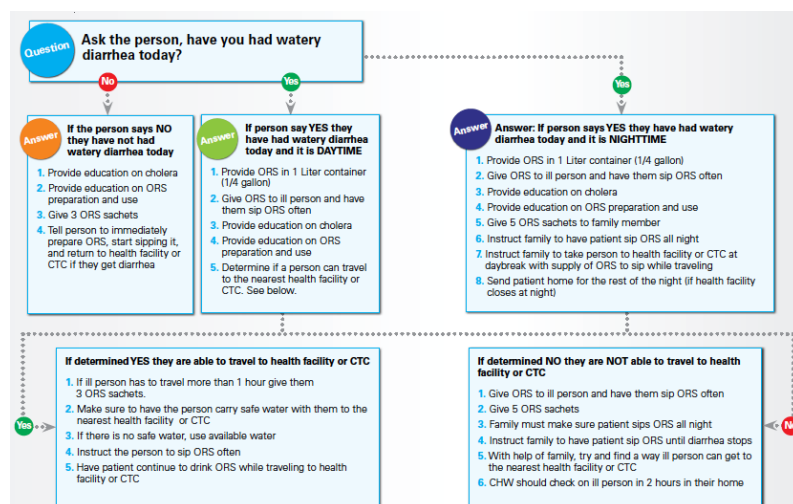 Question
Ask the person, have you had watery
diarrhea today?
No
Yes
Yes
Answer
If the person says NO
they have not had
watery diarrhea today
1. Provide education on cholera
2. Provide education on ORS
preparation and use
3. Give 3 ORS sachets
4. Tell person to immediately
prepare ORS, start sipping it,
and return to health facility or
CTC if they get diarrhea
Answer
If person say YES they
have had watery diarrhea
today and it is DAYTIME
1. Provide ORS in 1 Liter container
(1/4 gallon)
2. Give ORS to ill person and have
them sip ORS often
3. Provide education on cholera
4. Provide education on ORS
preparation and use
5. Determine if a person can travel
to the nearest health facility or
CTC. See below.
Answer
Answer: If person says YES they have had watery
diarrhea today and it is NIGHTTIME
1. Provide ORS in 1 Liter container (1/4 gallon)
2. Give ORS to ill person and have them sip ORS often
3. Provide education on cholera
4. Provide education on ORS preparation and use
5. Give 5 ORS sachets to family member
6. Instruct family to have patient sip ORS all night
7. Instruct family to take person to health facility or CTC at
daybreak with supply of ORS to sip while traveling
8. Send patient home for the rest of the night (if health facility
closes at night)
Yes
If determined YES they are able to travel to health facility or CTC
1. If ill person has to travel more than 1 hour give them
3 ORS sachets.
2. Make sure to have the person carry safe water with them to the
nearest health facility or CTC
3. If there is no safe water, use available water
4. Instruct the person to sip ORS often
5. Have patient continue to drink ORS while traveling to health
facility or CTC
If determined NO they are NOT able to travel to health
facility or CTC
1. Give ORS to ill person and have them sip ORS often
2. Give 5 ORS sachets
3. Family must make sure patient sips ORS all night
4. Instruct family to have patient sip ORS until diarrhea stops
5. With help of family, try and find a way ill person can get to
the nearest health facility or CTC
6. CHW should check on ill person in 2 hours in their home
No